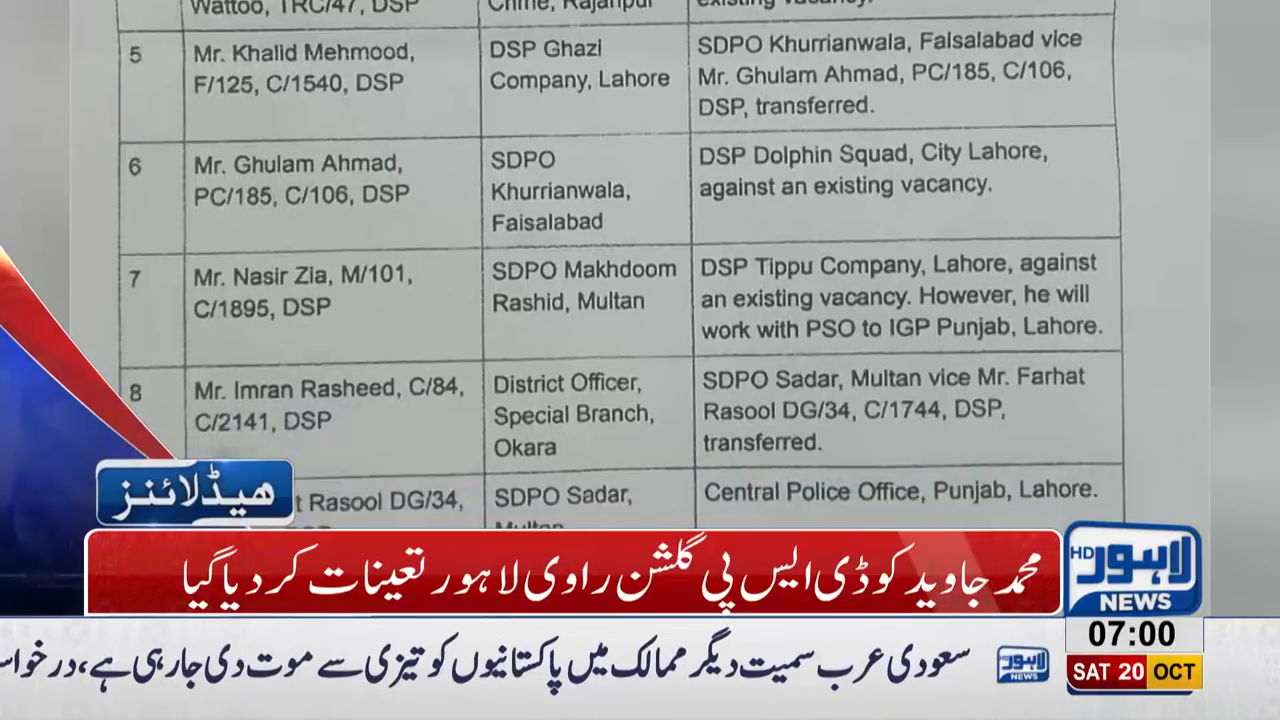 Wattoo, TRC/47, DSP
Crime, Rajanpur
existing vacancy.
5
Mr. Khalid Mehmood,
F/125, C/1540, DSP
DSP Ghazi
Company, Lahore
SDPO Khurrianwala, Faisalabad vice
Mr. Ghulam Ahmad, PC/185, C/106,
DSP, transferred.
6
Mr. Ghulam Ahmad,
PC/185, C/106, DSP
SDPO
Khurrianwala,
Faisalabad
DSP Dolphin Squad, City Lahore,
against an existing vacancy.
7
Mr. Nasir Zia, M/101,
C/1895, DSP
SDPO Makhdoom
Rashid, Multan
DSP Tippu Company, Lahore, against
an existing vacancy. However, he will
work with PSO to IGP Punjab, Lahore.
8
Mr. Imran Rasheed, C/84,
C/2141, DSP
District Officer,
Special Branch,
Okara
SDPO Sadar, Multan vice Mr. Farhat
Rasool DG/34, C/1744, DSP,
transferred.
t Rasool DG/34,
SDPO Sadar,
Multan
Central Police Office, Punjab, Lahore.
ہیڈلائنز
محمد جاوید کو ڈی ایس پی گلشن راوی لاہور تعینات کر دیا گیا
لاہور HD
NEWS
07:00
سعودی عرب سمیت دیگر ممالک میں پاکستانیوں کو تیزی سے موت دی جا رہی ہے، درخواس
لاہور
NEWS
SAT 20 OCT